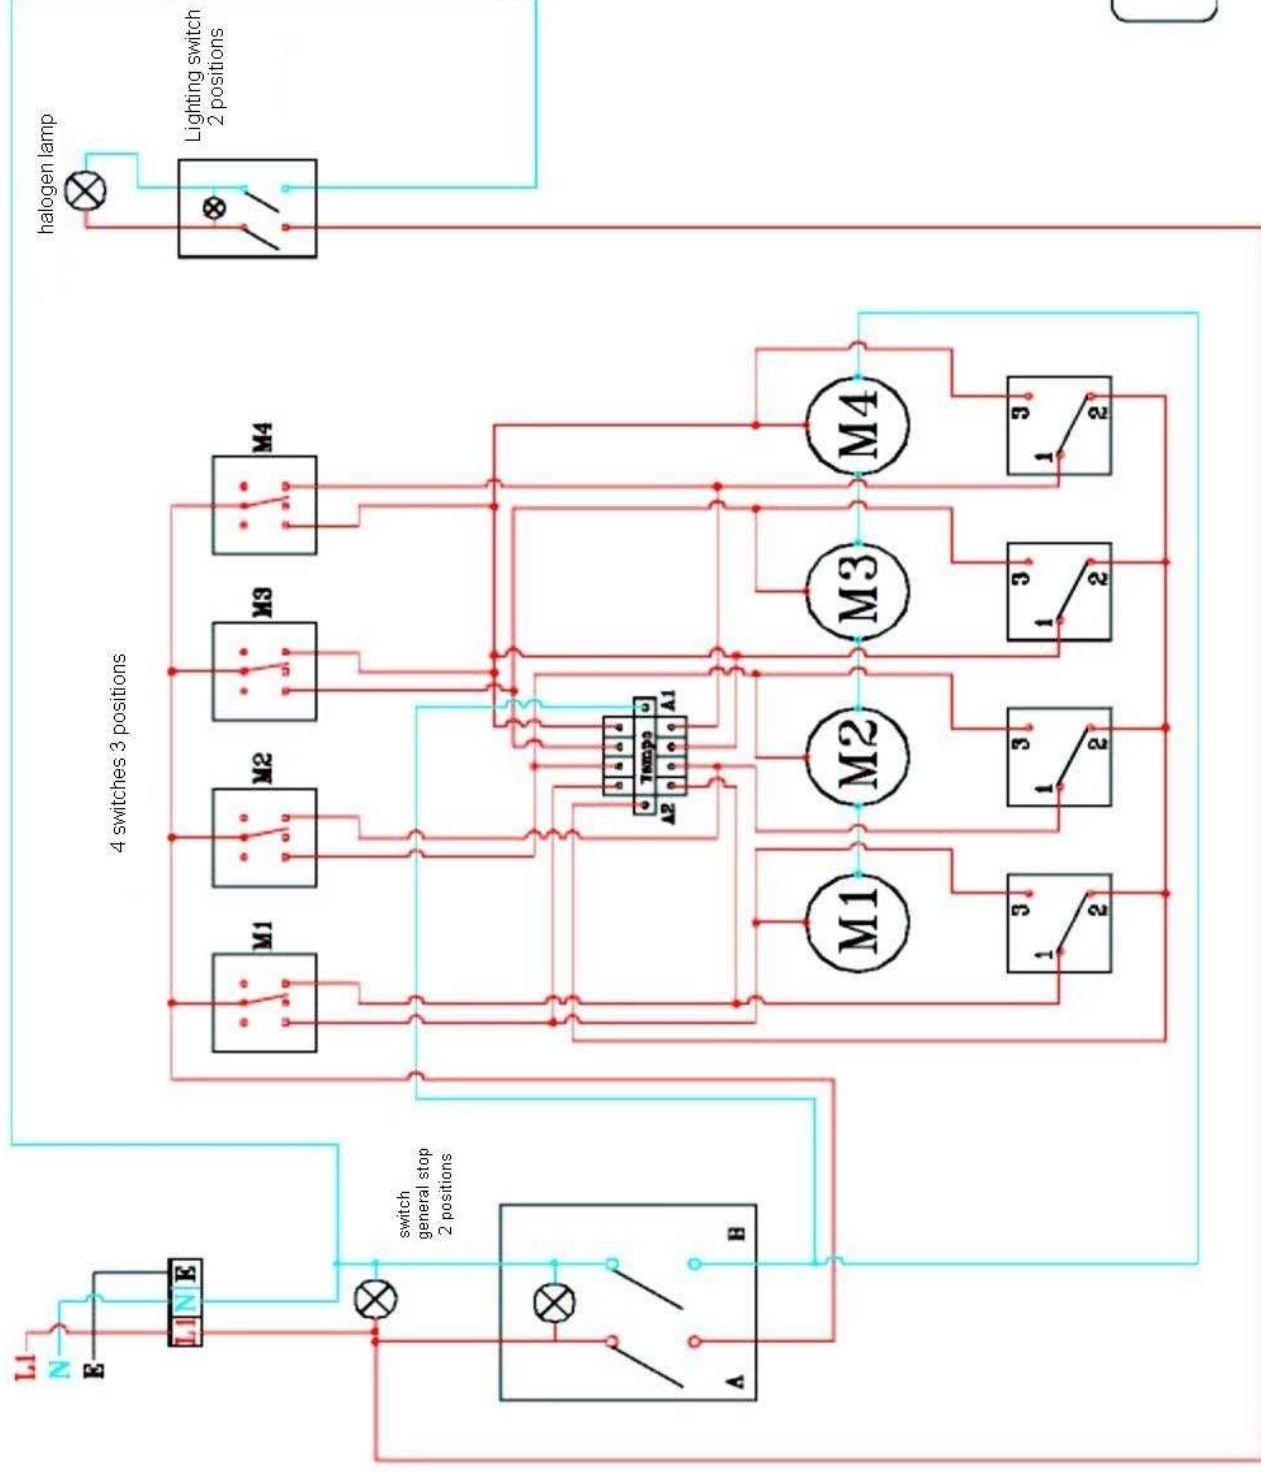 halogen lamp
Lighting switch
2 positions
4 switches 3 positions
M1
M2
M3
M4
Tempo
A1
A2
M1
M2
M3
M4
1
2
3
1
2
3
1
2
3
1
2
3
L1
N
E
L1 N E
switch
general stop
2 positions
A
B